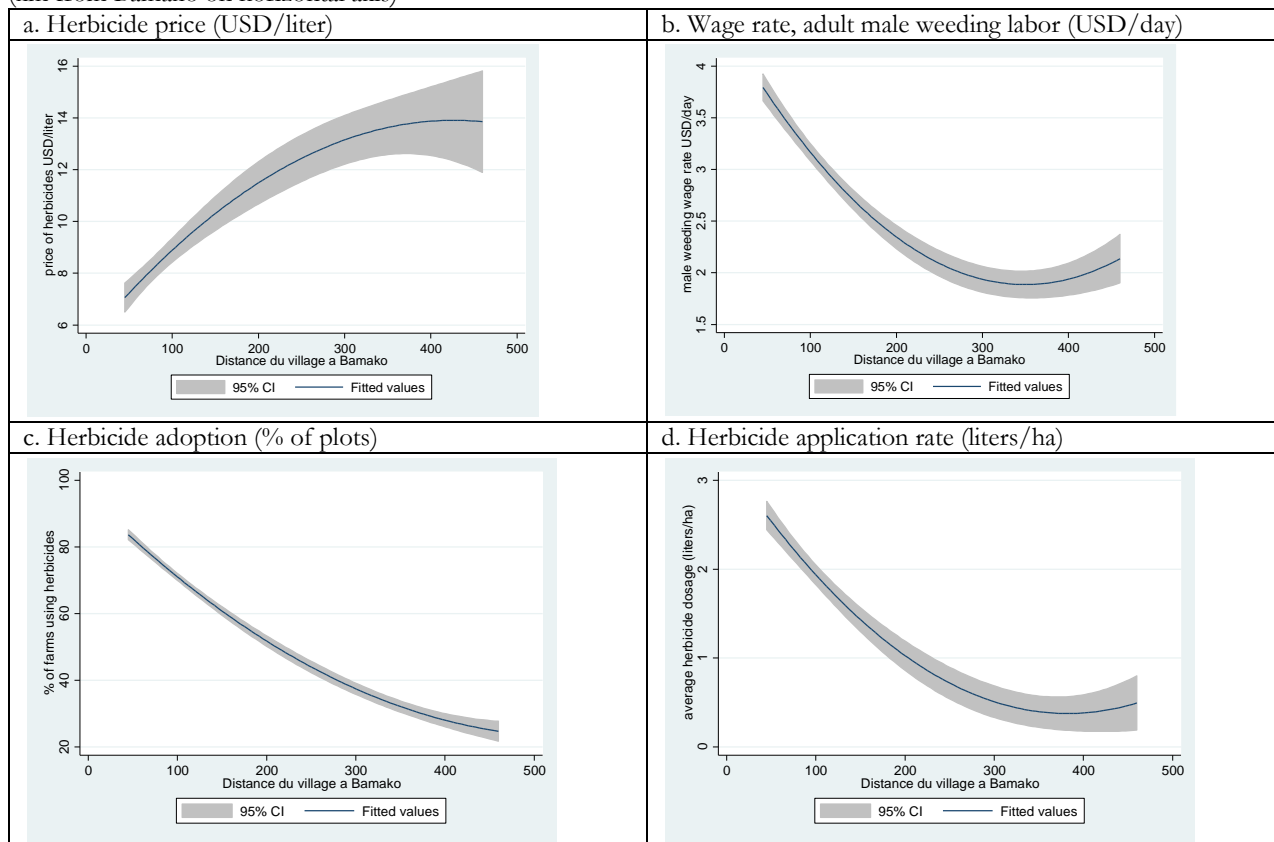 (km from Bamako on horizontal axis)
a. Herbicide price (USD/liter)
price of herbicides USD/liter
16
14
12
10
8
6
0 100 200 300 400 500
Distance du village a Bamako
95% CI Fitted values
b. Wage rate, adult male weeding labor (USD/day)
male weeding wage rate USD/day
4
3.5
3
2.5
2
1.5
0 100 200 300 400 500
Distance du village a Bamako
95% CI Fitted values
c. Herbicide adoption (% of plots)
% of farms using herbicides
100
80
60
40
20
0 100 200 300 400 500
Distance du village a Bamako
95% CI Fitted values
d. Herbicide application rate (liters/ha)
average herbicide dosage (liters/ha)
3
2
1
0
0 100 200 300 400 500
Distance du village a Bamako
95% CI Fitted values